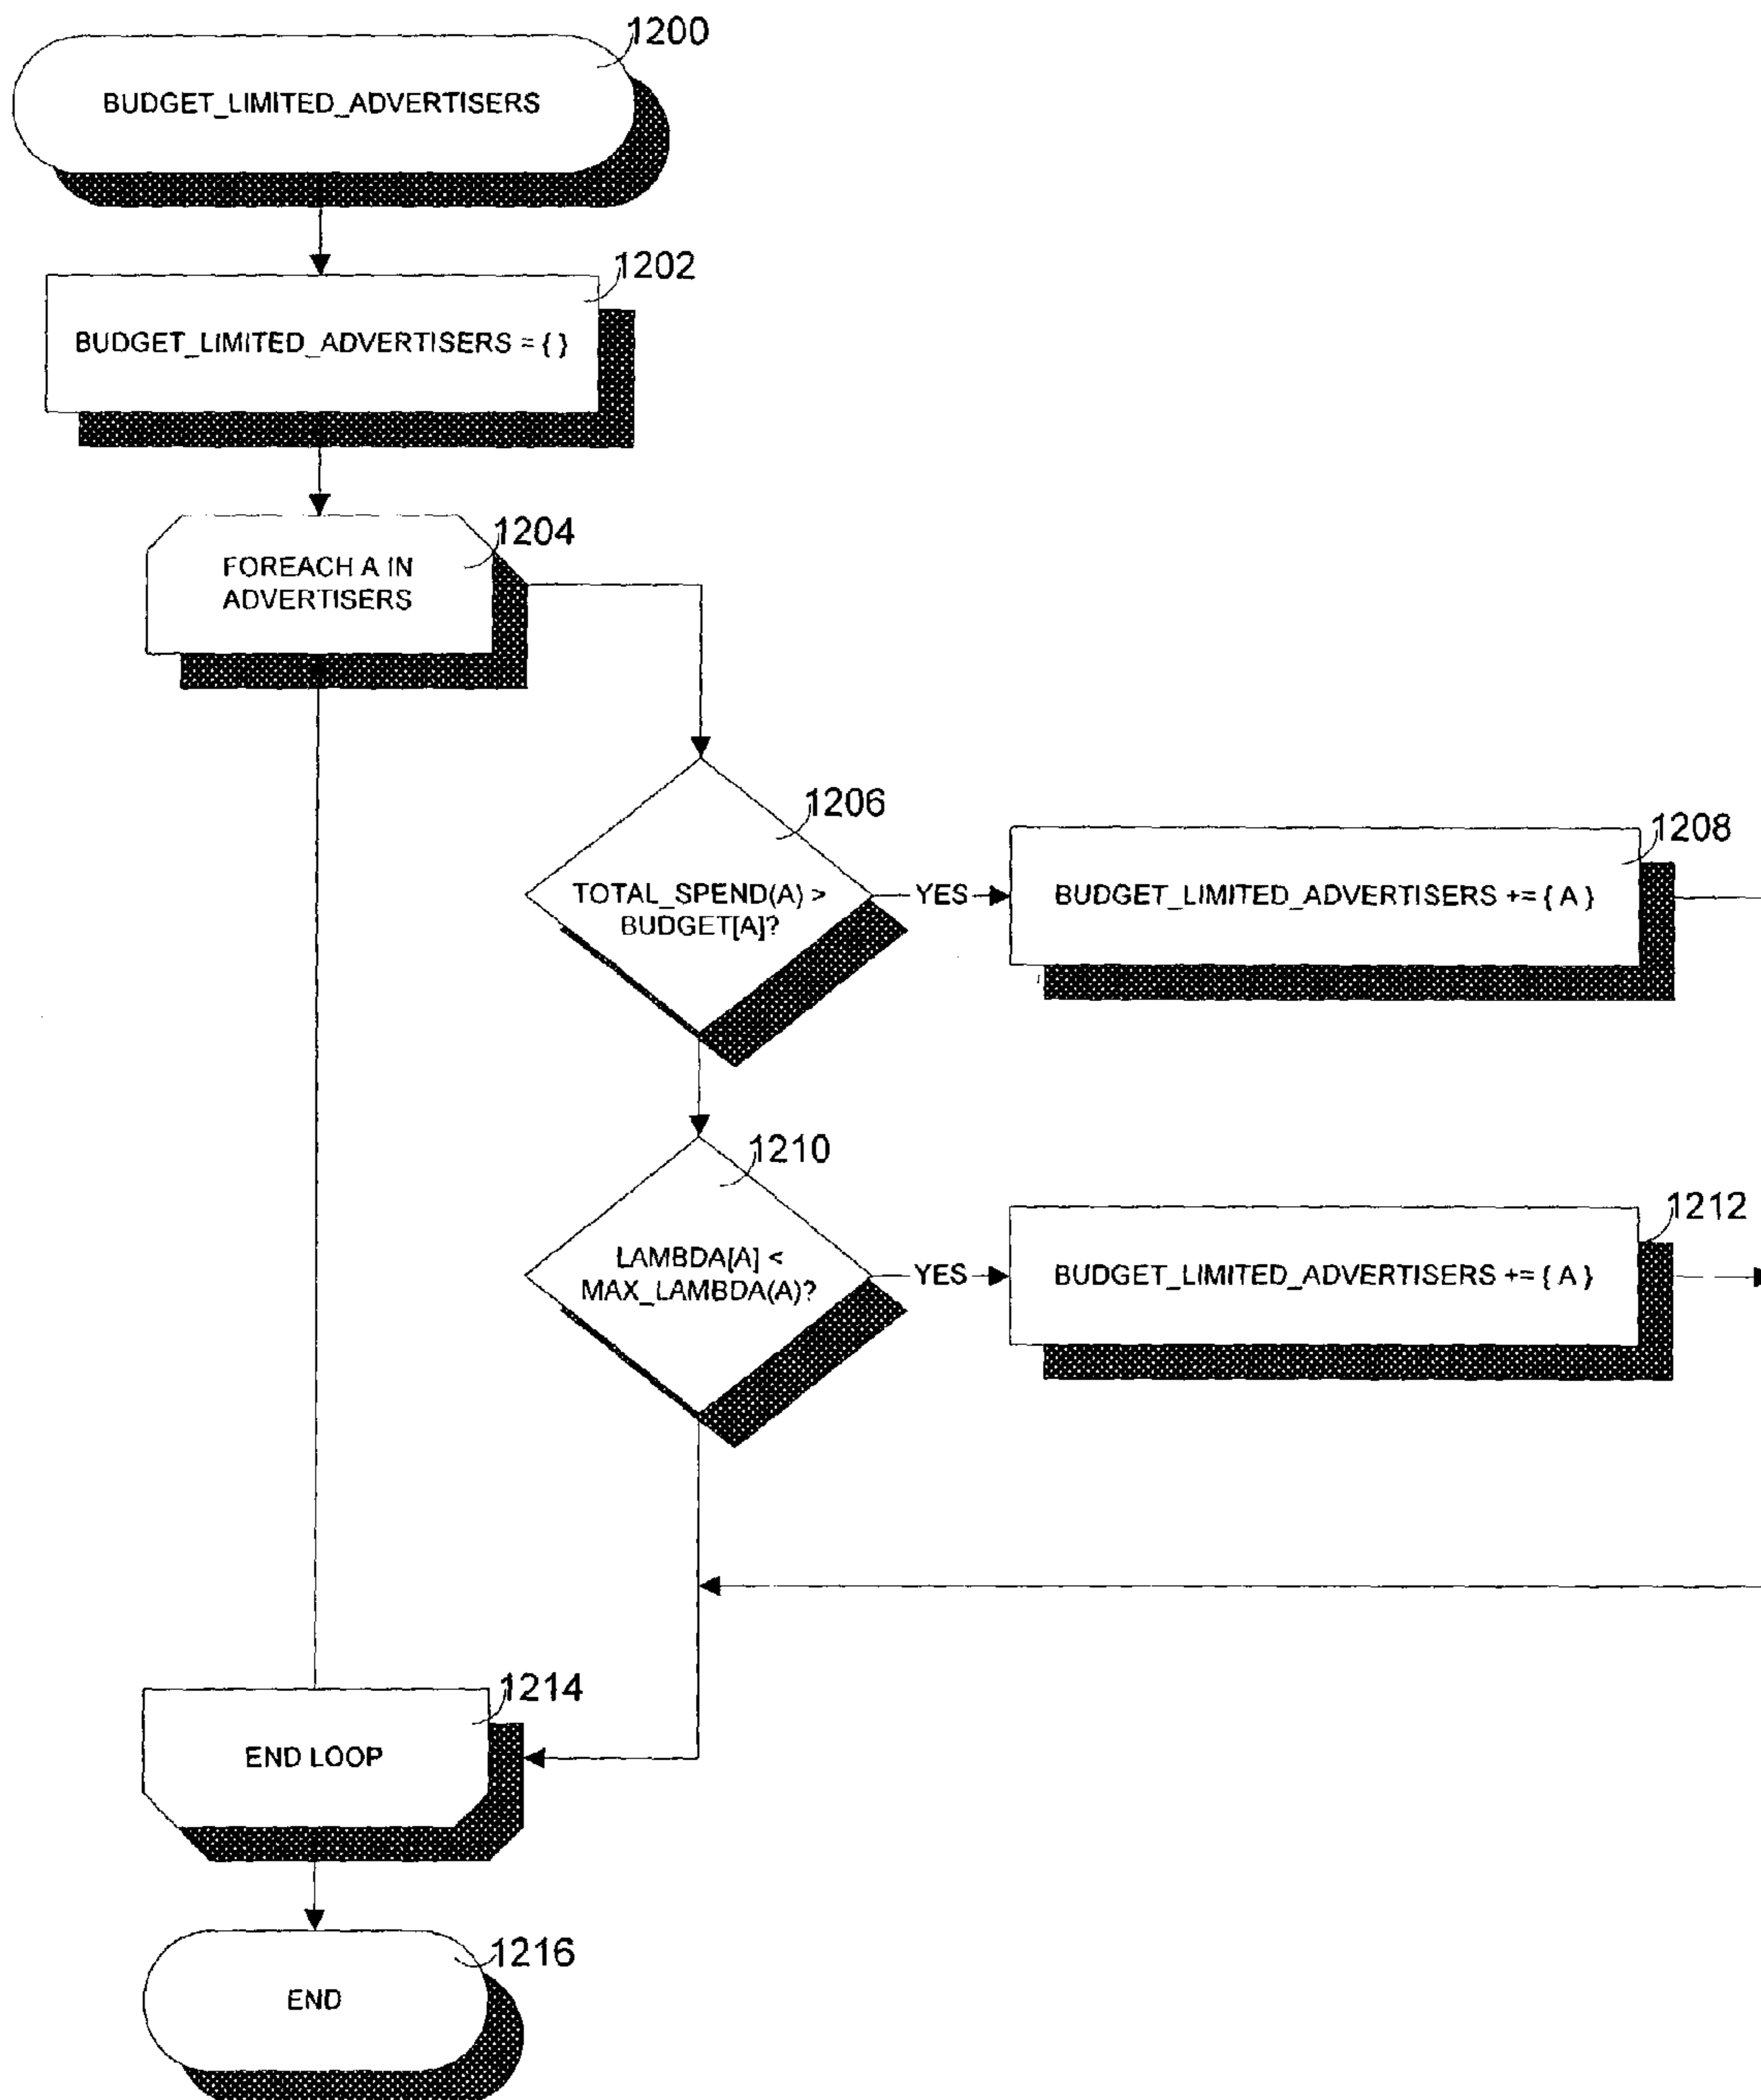 1200
BUDGET_LIMITED_ADVERTISERS
1202
BUDGET_LIMITED_ADVERTISERS = { }
1204
FOREACH A IN
ADVERTISERS
1206
TOTAL_SPEND(A) >
BUDGET[A]?
YES
1208
BUDGET_LIMITED_ADVERTISERS += { A }
1210
LAMBDA[A] <
MAX_LAMBDA(A)?
YES
1212
BUDGET_LIMITED_ADVERTISERS += { A }
1214
END LOOP
1216
END